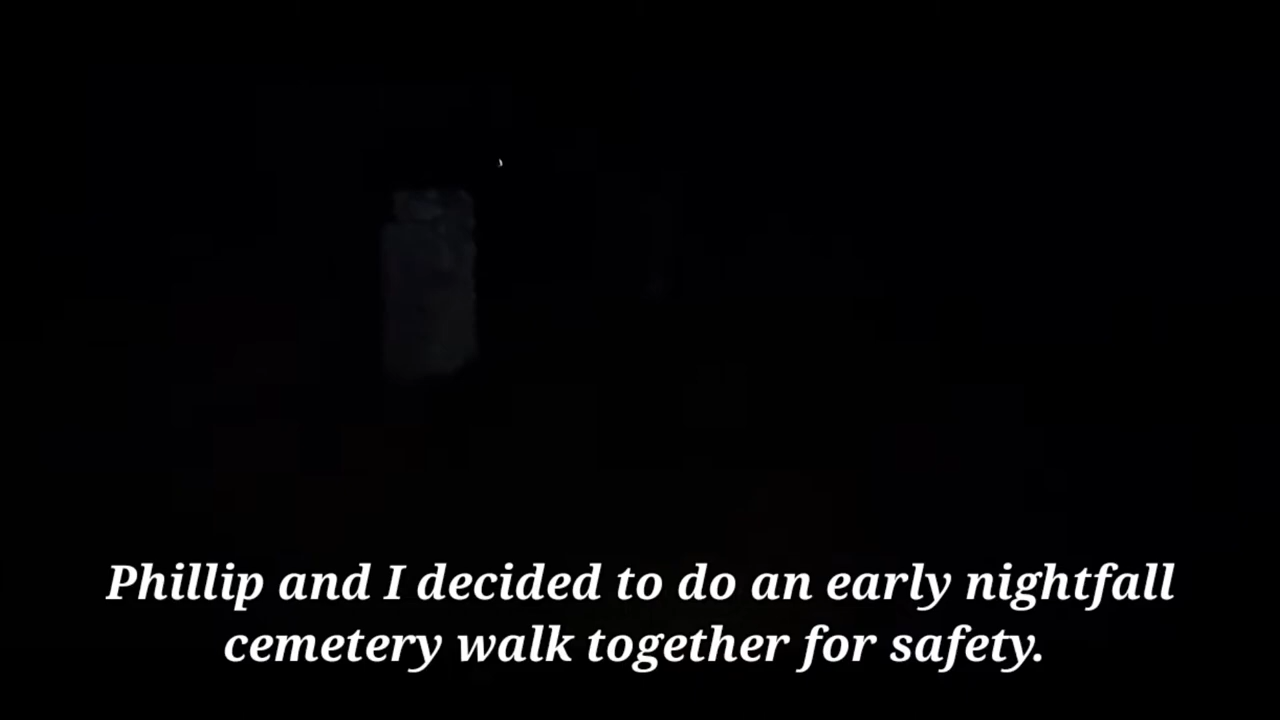 Phillip and I decided to do an early nightfall
cemetery walk together for safety.